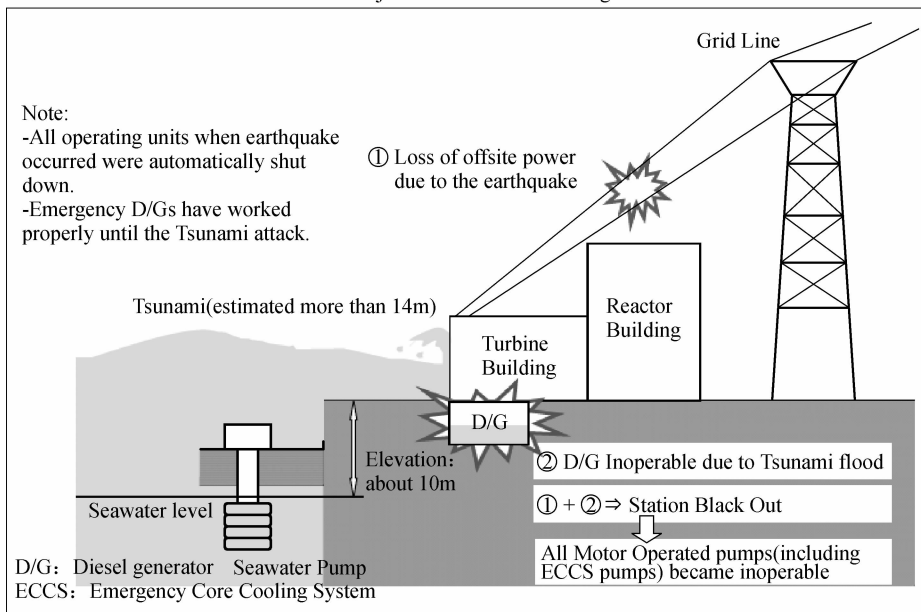 Grid Line
Note:
-All operating units when earthquake
occurred were automatically shut
down.
-Emergency D/Gs have worked
properly until the Tsunami attack.
① Loss of offsite power
due to the earthquake
Tsunami(estimated more than 14m)
Reactor
Building
Turbine
Building
D/G
Elevation:
about 10m
② D/G Inoperable due to Tsunami flood
① + ② ⇒ Station Black Out
Seawater level
All Motor Operated pumps(including
ECCS pumps) became inoperable
D/G: Diesel generator
Seawater Pump
ECCS: Emergency Core Cooling System